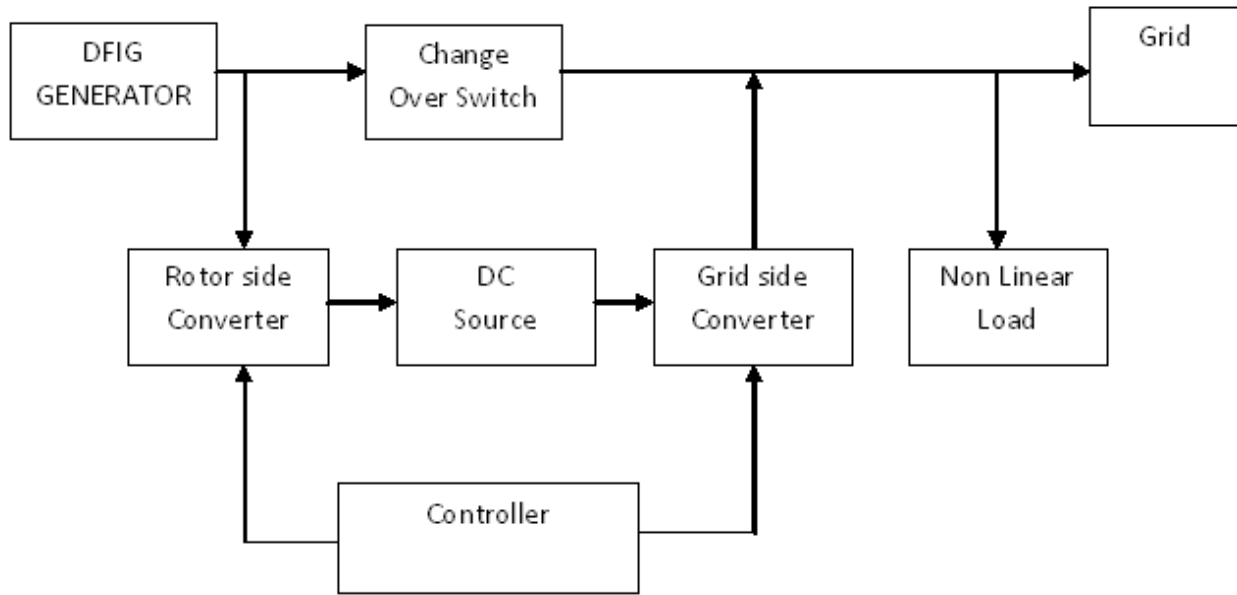 DFIG
GENERATOR
Change
Over Switch
Grid
Rotor side
Converter
DC
Source
Grid side
Converter
Non Linear
Load
Controller